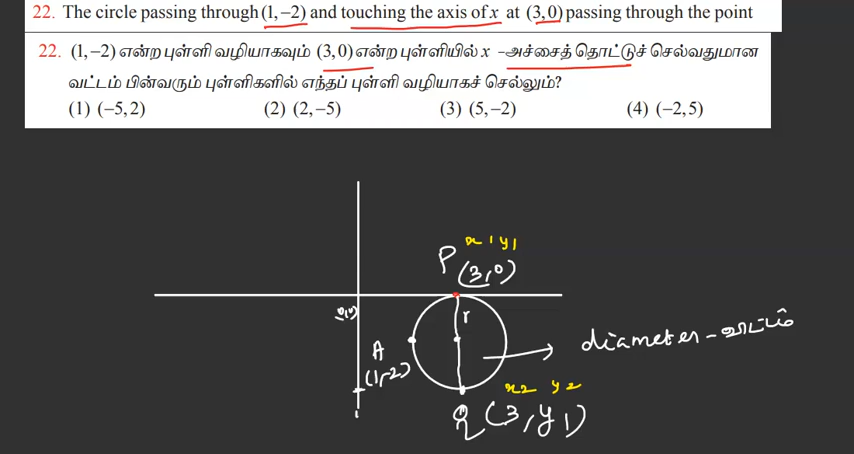 22. The circle passing through (1,−2) and touching the axis of x at (3,0) passing through the point
22. (1,−2) என்ற புள்ளி வழியாகவும் (3,0) என்ற புள்ளியில் x -அச்சைத் தொட்டுச் செல்வதுமான
வட்டம் பின்வரும் புள்ளிகளில் எந்தப் புள்ளி வழியாகச் செல்லும்?
(1) (−5,2) (2) (2,−5) (3) (5,−2) (4) (−2,5)
x1 y1
P (3,0)
(0,0)
r
diameter - விட்டம்
A
(1,-2)
x2 y2
Q (3, y1)